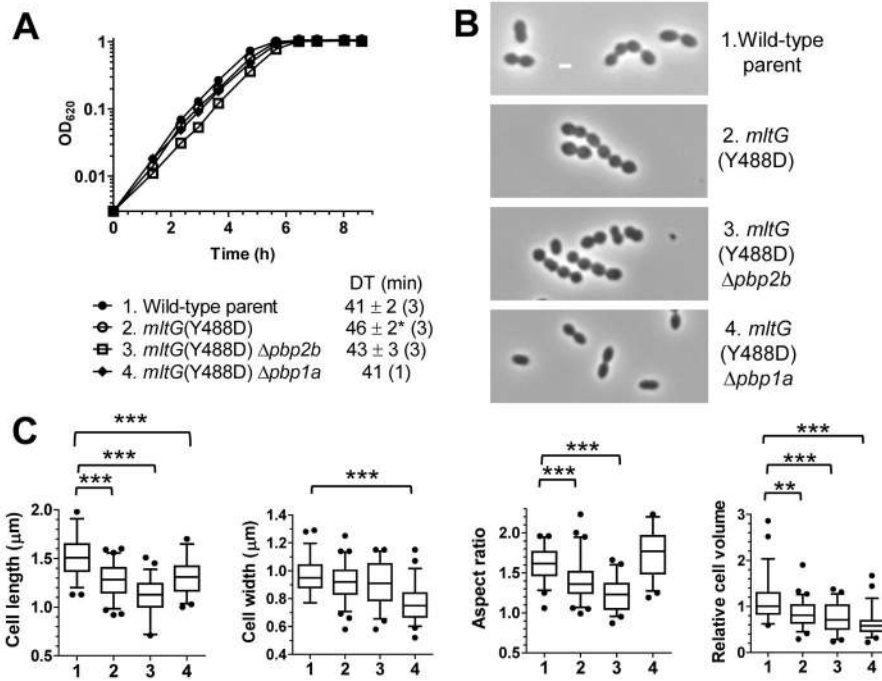 A
OD620
1
0.1
0.01
0 2 4 6 8
Time (h)
DT (min)
1. Wild-type parent 41 ± 2 (3)
2. mltG(Y488D) 46 ± 2* (3)
3. mltG(Y488D) Δpbp2b 43 ± 3 (3)
4. mltG(Y488D) Δpbp1a 41 (1)
B
1.Wild-type
parent
2. mltG
(Y488D)
3. mltG
(Y488D)
Δpbp2b
4. mltG
(Y488D)
Δpbp1a
C
***
***
***
Cell length (µm)
2.0
1.5
1.0
0.5
1 2 3 4
***
Cell width (µm)
1.4
1.2
1.0
0.8
0.6
0.4
1 2 3 4
***
***
Aspect ratio
2.5
2.0
1.5
1.0
0.5
1 2 3 4
***
***
**
Relative cell volume
3
2
1
0
1 2 3 4